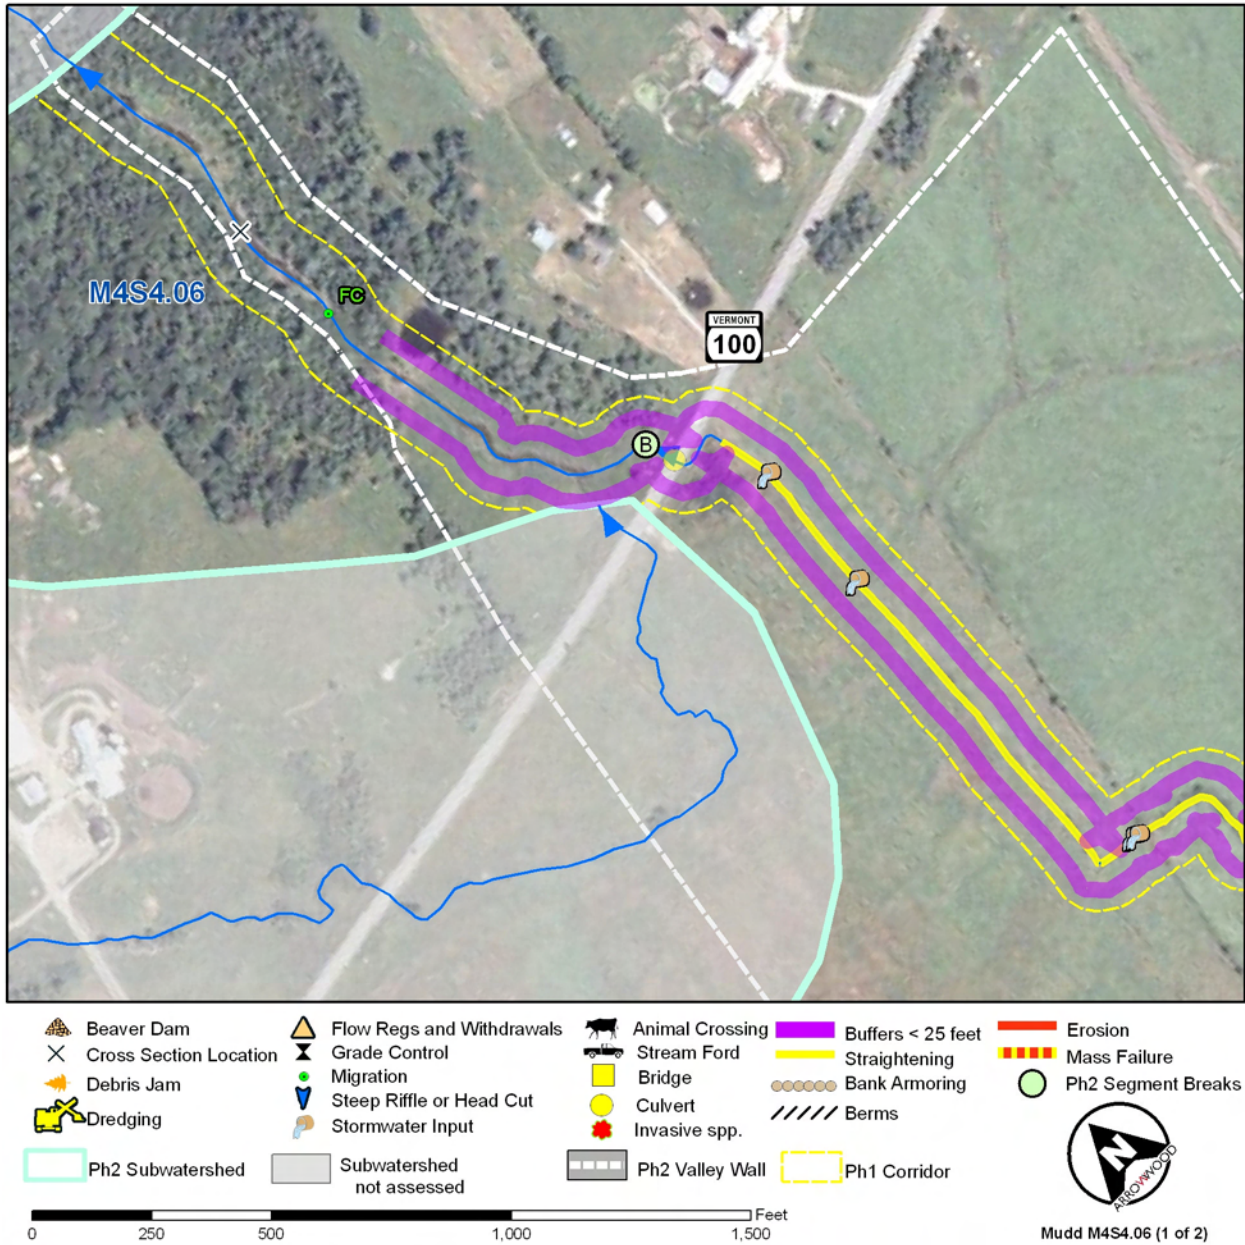 M4S4.06
FC
VERMONT
100
B
Beaver Dam
Cross Section Location
Debris Jam
Dredging
Flow Regs and Withdrawals
Grade Control
Migration
Steep Riffle or Head Cut
Stormwater Input
Animal Crossing
Stream Ford
Bridge
Culvert
Invasive spp.
Buffers < 25 feet
Straightening
Bank Armoring
Berms
Erosion
Mass Failure
Ph2 Segment Breaks
Ph2 Subwatershed
Subwatershed
not assessed
Ph2 Valley Wall
Ph1 Corridor
N
ARROWWOOD
Feet
0 250 500 1,000 1,500
Mudd M4S4.06 (1 of 2)